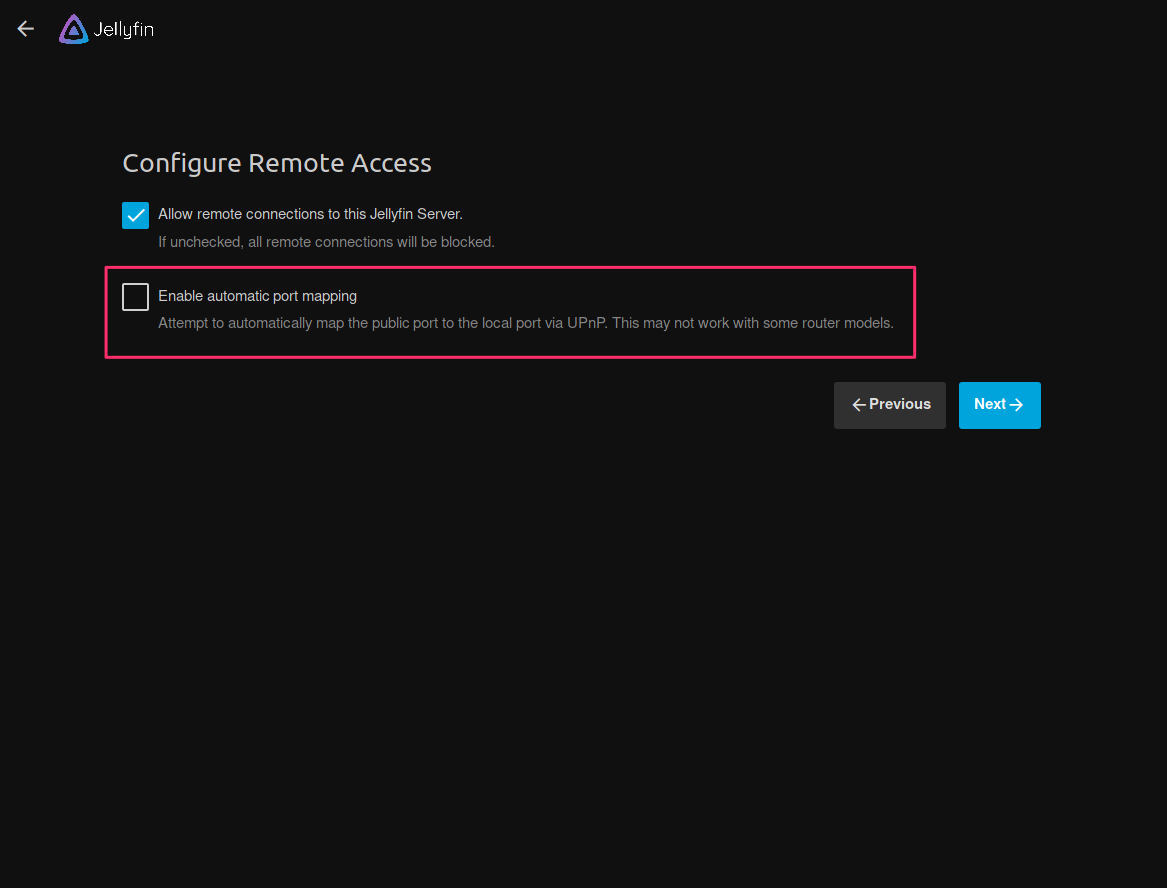 Jellyfin
Configure Remote Access
Allow remote connections to this Jellyfin Server.
If unchecked, all remote connections will be blocked.
Enable automatic port mapping
Attempt to automatically map the public port to the local port via UPnP. This may not work with some router models.
Previous
Next